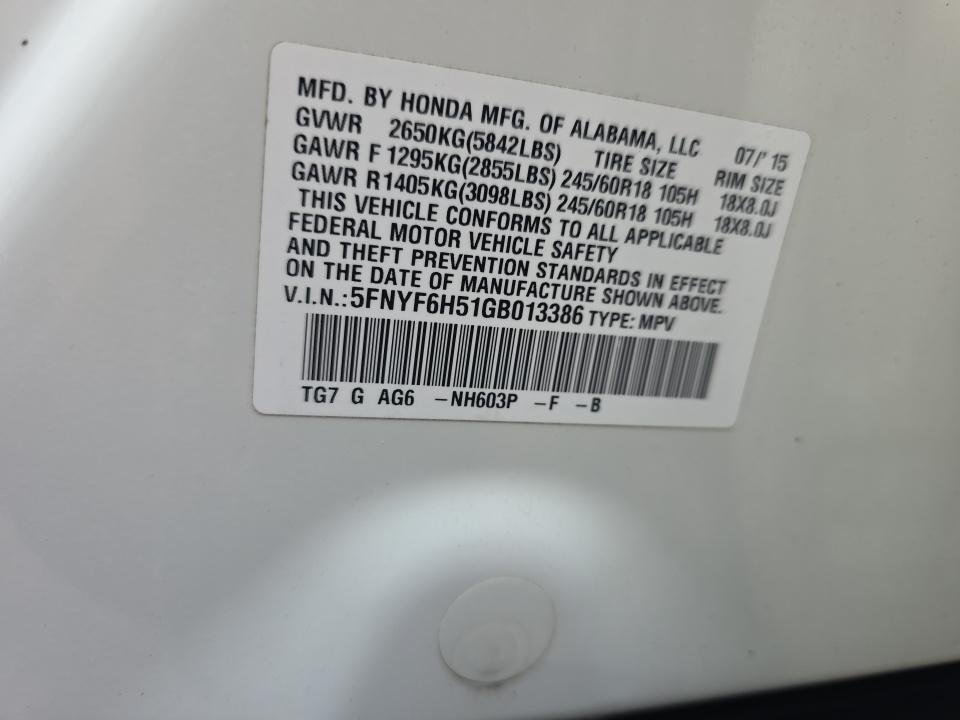 MFD. BY HONDA MFG. OF ALABAMA, LLC 07/' 15
GVWR 2650KG(5842LBS) TIRE SIZE RIM SIZE
GAWR F 1295KG(2855LBS) 245/60R18 105H 18X8.0J
GAWR R1405KG(3098LBS) 245/60R18 105H 18X8.0J
THIS VEHICLE CONFORMS TO ALL APPLICABLE
FEDERAL MOTOR VEHICLE SAFETY
AND THEFT PREVENTION STANDARDS IN EFFECT
ON THE DATE OF MANUFACTURE SHOWN ABOVE.
V.I.N.:5FNYF6H51GB013386 TYPE: MPV
TG7 G AG6 –NH603P –F –B